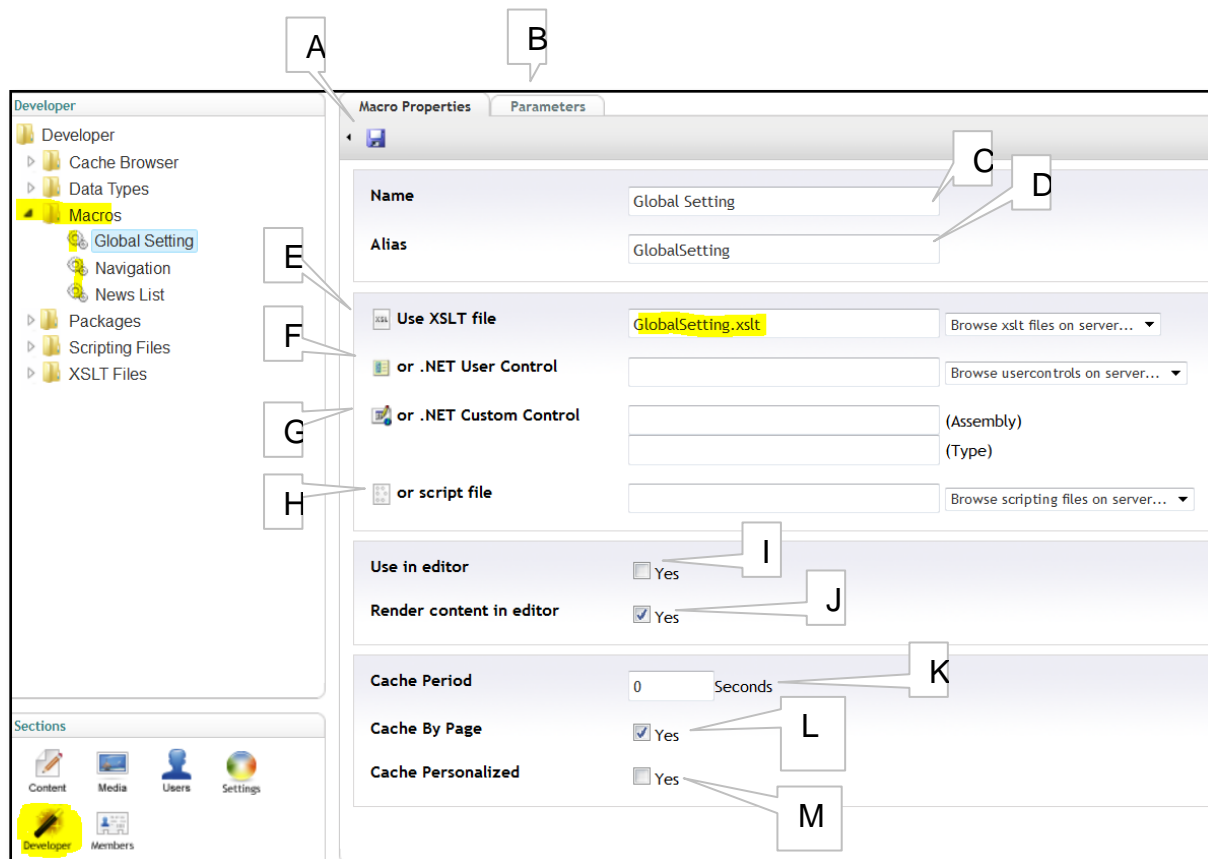 A
B
Developer
Macro Properties
Parameters
Developer
Cache Browser
Data Types
Macros
Global Setting
Navigation
News List
Packages
Scripting Files
XSLT Files
C
D
Name
Global Setting
Alias
GlobalSetting
E
XSL
Use XSLT file
GlobalSetting.xslt
Browse xslt files on server...
F
or .NET User Control
Browse usercontrols on server...
G
or .NET Custom Control
(Assembly)
(Type)
H
or script file
Browse scripting files on server...
I
Use in editor
Yes
J
Render content in editor
Yes
K
Cache Period
0
Seconds
L
Cache By Page
Yes
M
Cache Personalized
Yes
Sections
Content
Media
Users
Settings
Developer
Members